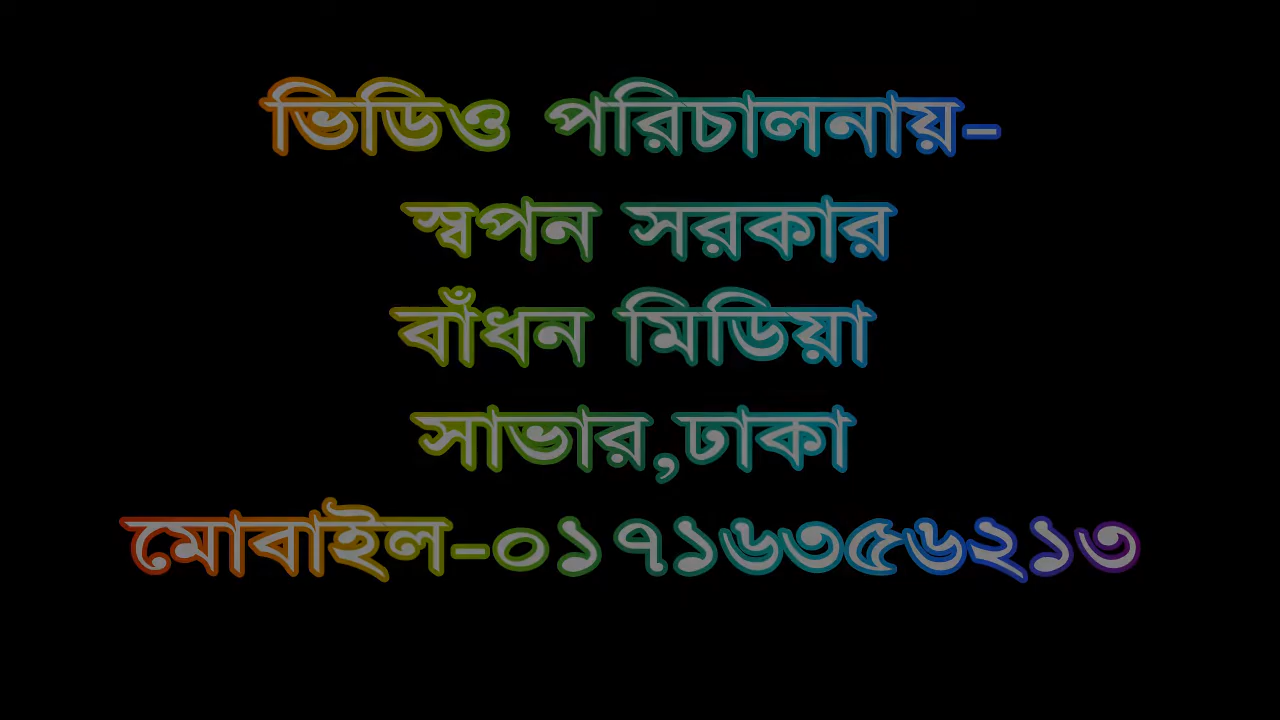 ভিডিও পরিচালনায়-
স্বপন সরকার
বাঁধন মিডিয়া
সাভার,ঢাকা
মোবাইল-০১৭১৬৩৫৬২১৩